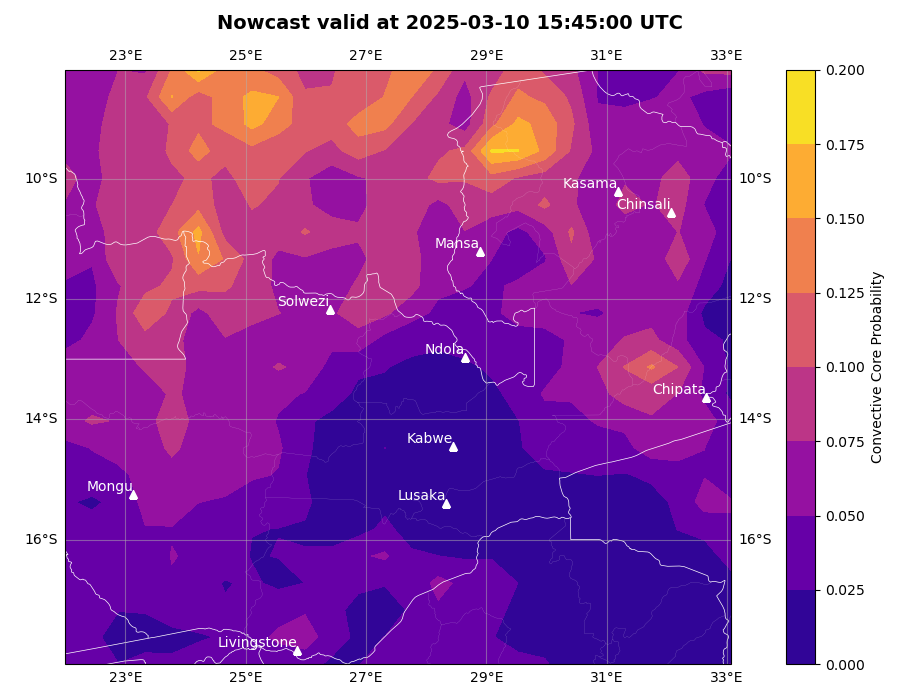 Nowcast valid at 2025-03-10 15:45:00 UTC
23°E 25°E 27°E 29°E 31°E 33°E
0.200
0.175
10°S Kasama 10°S
Chinsali
0.150
Mansa
0.125
12°S Solwezi 12°S
0.100
Ndola
Chipata
14°S 14°S
Kabwe
0.075
Mongu
Lusaka
0.050
16°S 16°S
0.025
Livingstone
0.000
23°E 25°E 27°E 29°E 31°E 33°E
Convective Core Probability